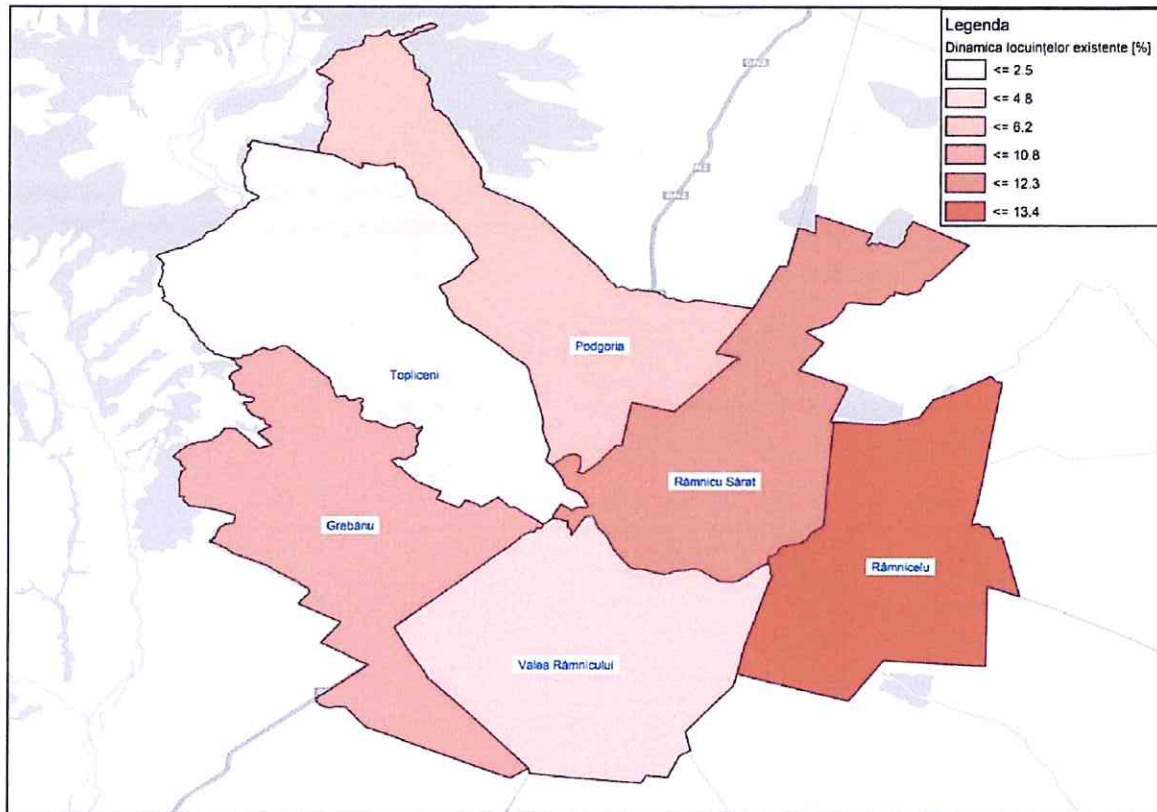 Legenda
Dinamica locuințelor existente [%]
<= 2.5
<= 4.8
<= 6.2
<= 10.8
<= 12.3
<= 13.4
Podgoria
Topliceni
Râmnicu Sărat
Grebănu
Râmnicelu
Valea Râmnicului